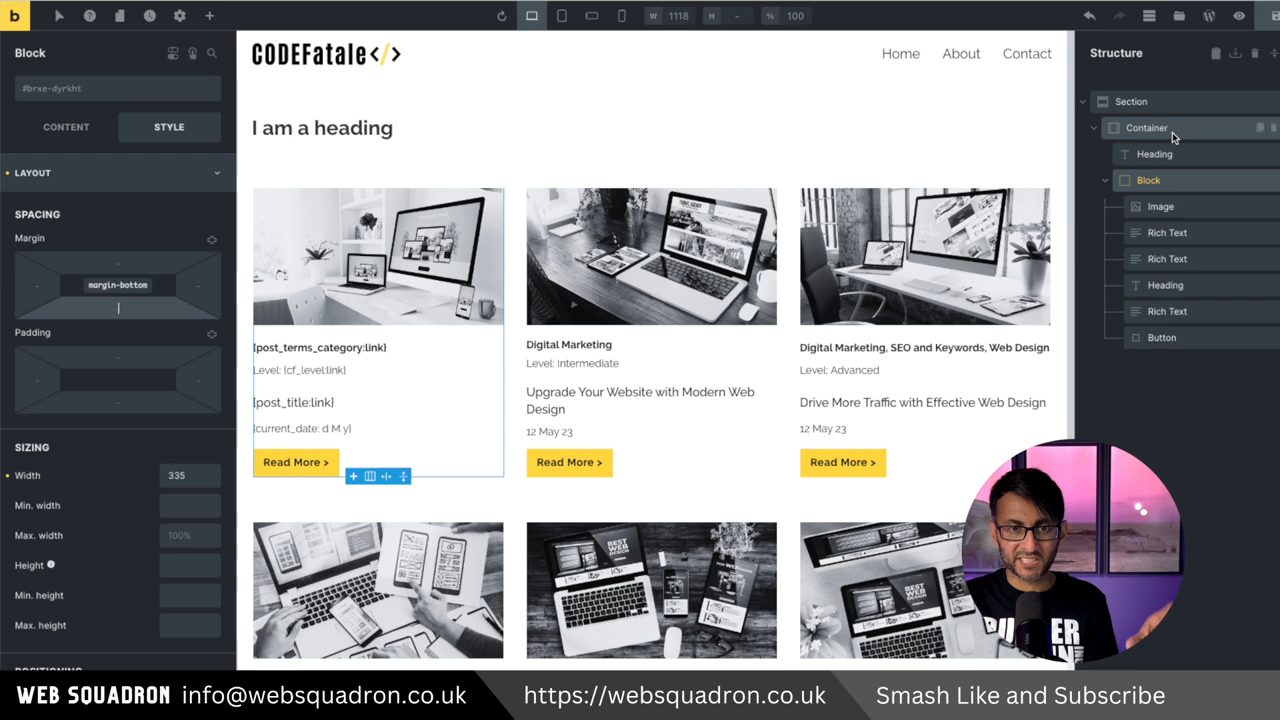 b
W 1118 H - % 100
Block
#brxe-dyrkht
CONTENT STYLE
LAYOUT
SPACING
Margin
- - -
margin-bottom
Padding
- - - -
SIZING
Width 335
Min. width
Max. width 100%
Height
Min. height
Max. height
CODEFatale</>
Home About Contact
I am a heading
{post_terms_category:link}
Level: {cf_level:link}
{post_title:link}
{current_date: d M y}
Read More >
Digital Marketing
Level: Intermediate
Upgrade Your Website with Modern Web
Design
12 May 23
Read More >
Digital Marketing, SEO and Keywords, Web Design
Level: Advanced
Drive More Traffic with Effective Web Design
12 May 23
Read More >
BEST
WEB
DESIGN
Structure
Section
Container
Heading
Block
Image
Rich Text
Rich Text
Heading
Rich Text
Button
WEB SQUADRON info@websquadron.co.uk https://websquadron.co.uk Smash Like and Subscribe